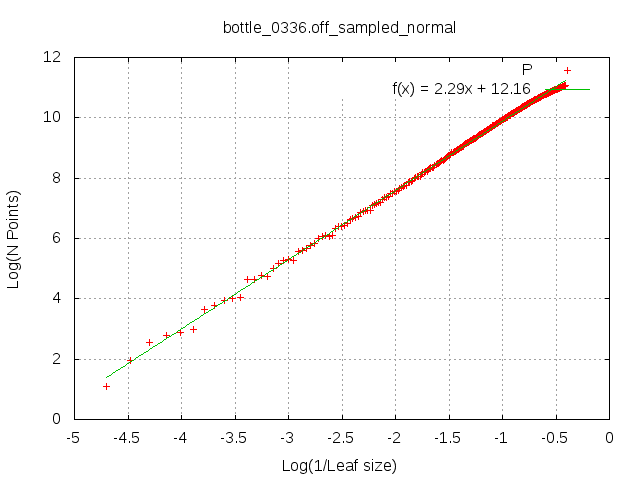 bottle_0336.off_sampled_normal
P
f(x) = 2.29x + 12.16
12
10
8
6
4
2
0
Log(N Points)
-5 -4.5 -4 -3.5 -3 -2.5 -2 -1.5 -1 -0.5 0
Log(1/Leaf size)